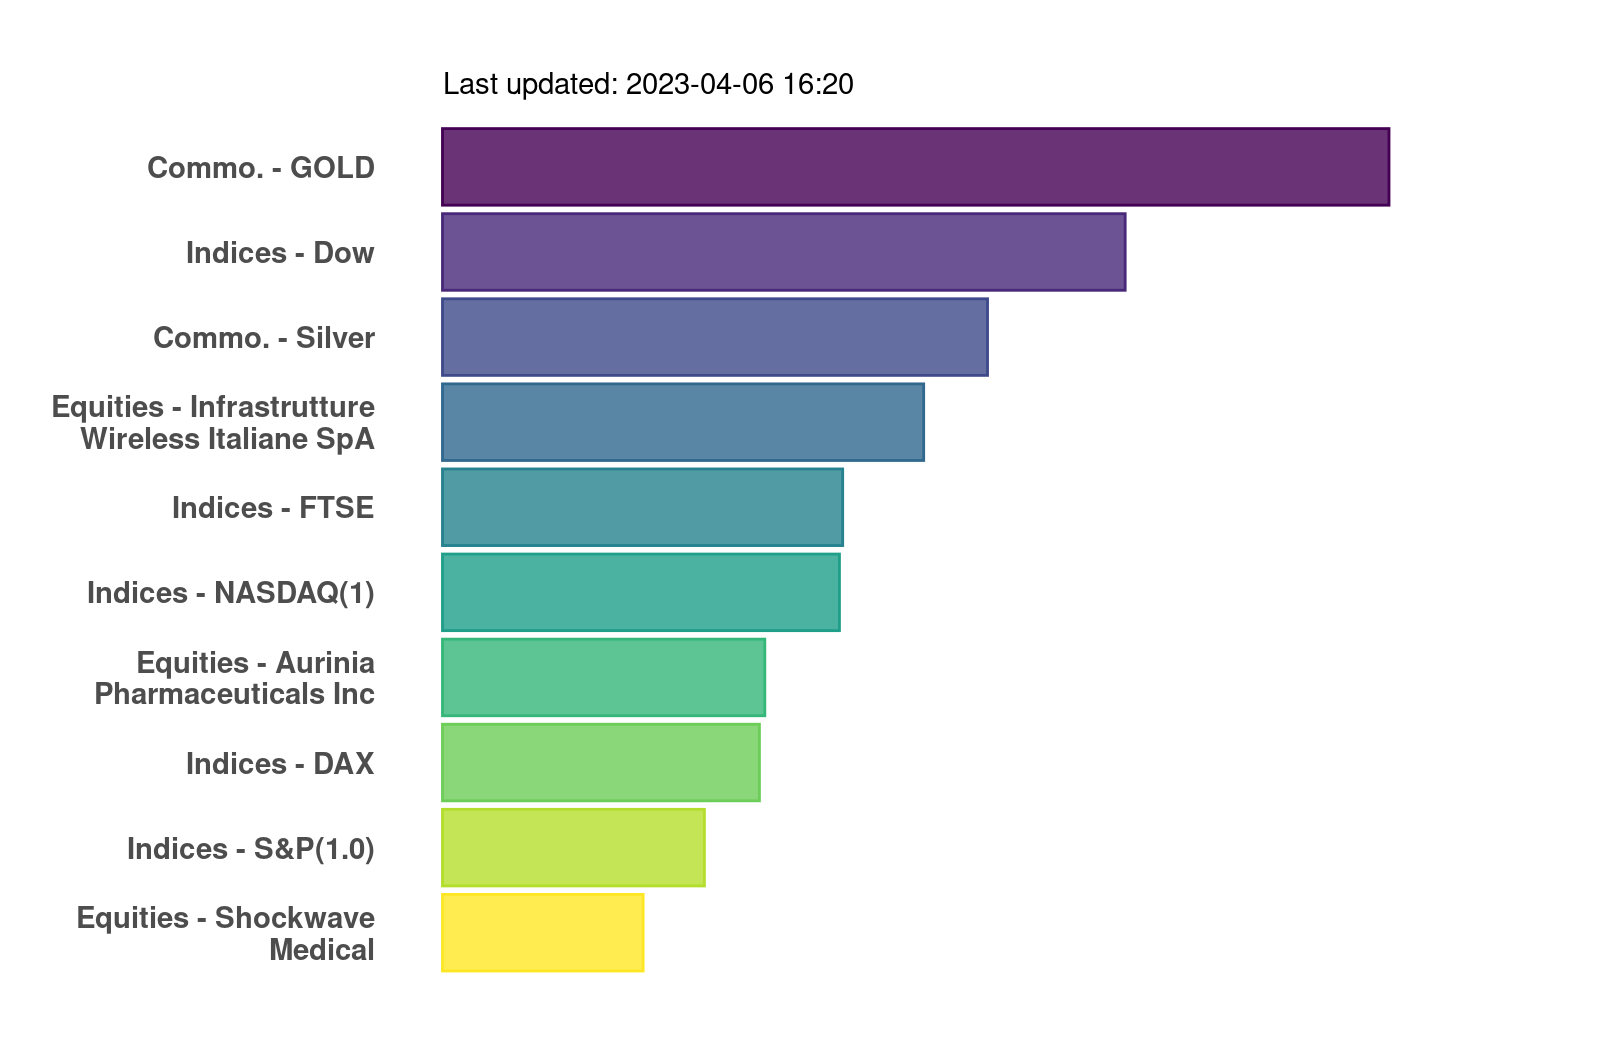 Last updated: 2023-04-06 16:20
Commo. - GOLD
Indices - Dow
Commo. - Silver
Equities - Infrastrutture
Wireless Italiane SpA
Indices - FTSE
Indices - NASDAQ(1)
Equities - Aurinia
Pharmaceuticals Inc
Indices - DAX
Indices - S&P(1.0)
Equities - Shockwave
Medical